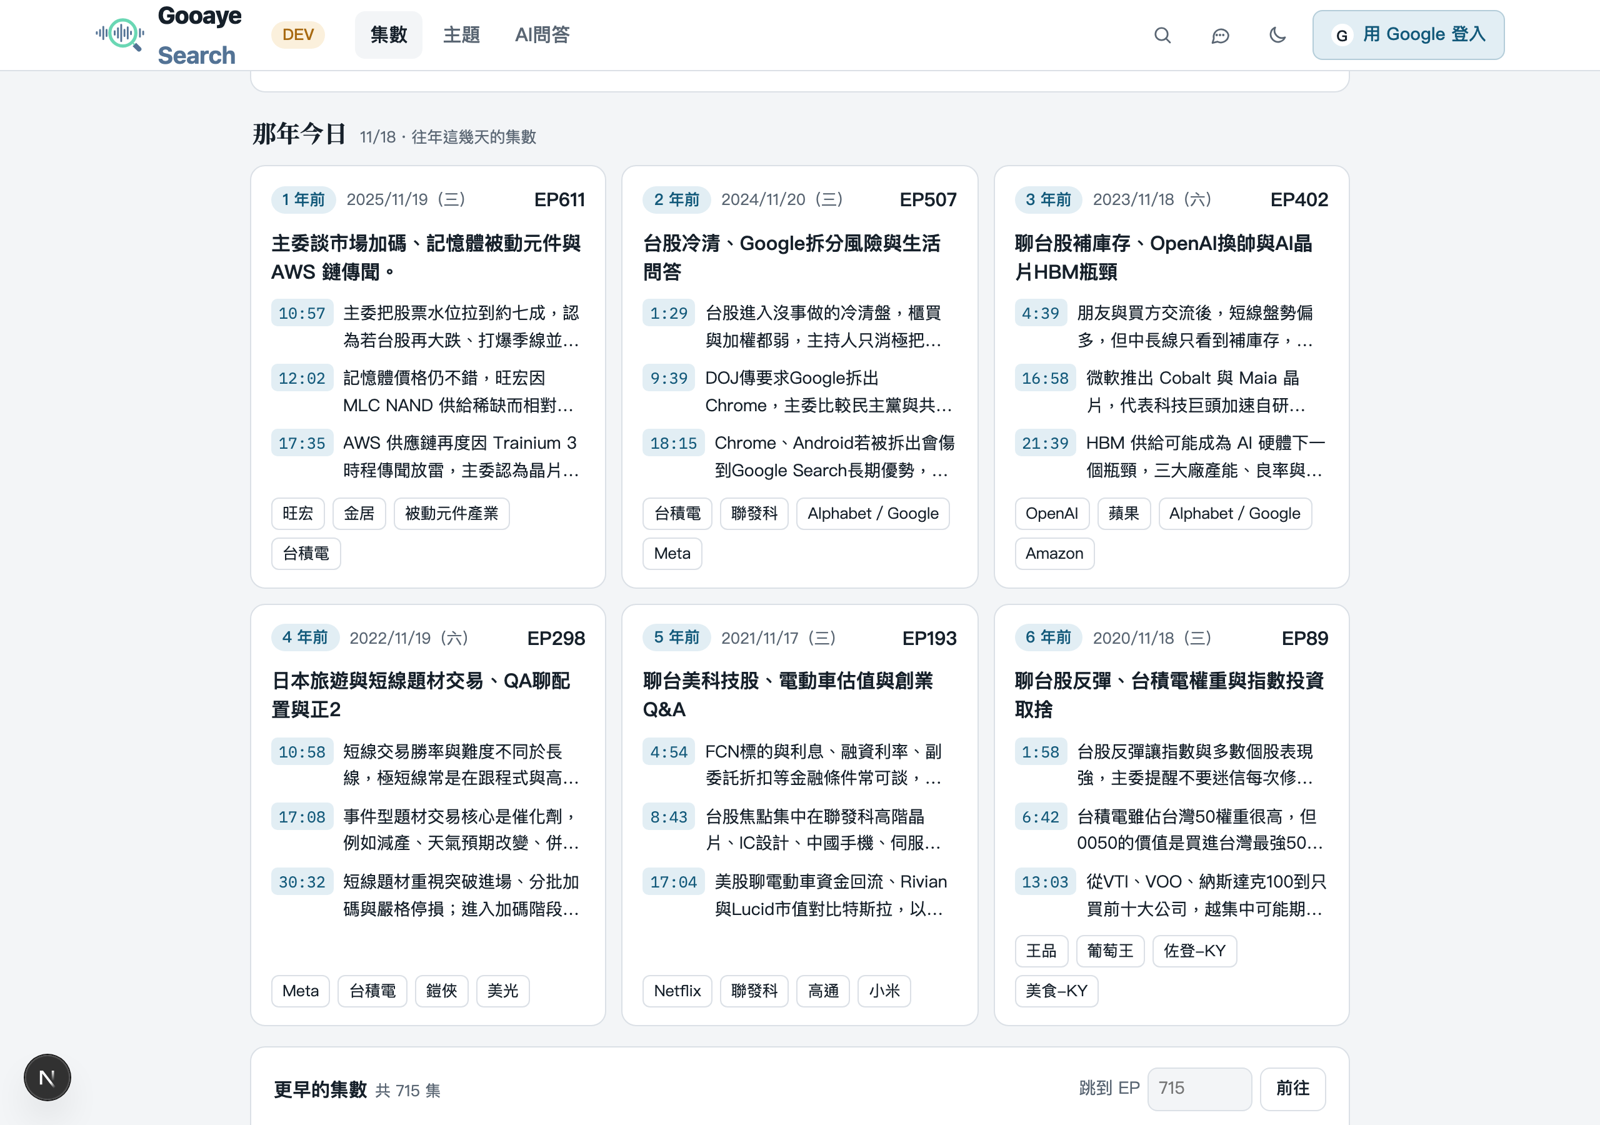 Gooaye
Search
DEV
集數
主題
AI問答
G 用 Google 登入
那年今日 11/18 · 往年這幾天的集數
1 年前 2025/11/19（三） EP611
主委談市場加碼、記憶體被動元件與
AWS 鏈傳聞。
10:57 主委把股票水位拉到約七成，認
為若台股再大跌、打爆季線並...
12:02 記憶體價格仍不錯，旺宏因
MLC NAND 供給稀缺而相對...
17:35 AWS 供應鏈再度因 Trainium 3
時程傳聞放雷，主委認為晶片...
旺宏 金居 被動元件產業
台積電
2 年前 2024/11/20（三） EP507
台股冷清、Google拆分風險與生活
問答
1:29 台股進入沒事做的冷清盤，櫃買
與加權都弱，主持人只消極把...
9:39 DOJ傳要求Google拆出
Chrome，主委比較民主黨與共...
18:15 Chrome、Android若被拆出會傷
到Google Search長期優勢，...
台積電 聯發科 Alphabet / Google
Meta
3 年前 2023/11/18（六） EP402
聊台股補庫存、OpenAI換帥與AI晶
片HBM瓶頸
4:39 朋友與買方交流後，短線盤勢偏
多，但中長線只看到補庫存，...
16:58 微軟推出 Cobalt 與 Maia 晶
片，代表科技巨頭加速自研...
21:39 HBM 供給可能成為 AI 硬體下一
個瓶頸，三大廠產能、良率與...
OpenAI 蘋果 Alphabet / Google
Amazon
4 年前 2022/11/19（六） EP298
日本旅遊與短線題材交易、QA聊配
置與正2
10:58 短線交易勝率與難度不同於長
線，極短線常是在跟程式與高...
17:08 事件型題材交易核心是催化劑，
例如減產、天氣預期改變、併...
30:32 短線題材重視突破進場、分批加
碼與嚴格停損；進入加碼階段...
Meta 台積電 鎧俠 美光
5 年前 2021/11/17（三） EP193
聊台美科技股、電動車估值與創業
Q&A
4:54 FCN標的與利息、融資利率、副
委託折扣等金融條件常可談，...
8:43 台股焦點集中在聯發科高階晶
片、IC設計、中國手機、伺服...
17:04 美股聊電動車資金回流、Rivian
與Lucid市值對比特斯拉，以...
Netflix 聯發科 高通 小米
6 年前 2020/11/18（三） EP89
聊台股反彈、台積電權重與指數投資
取捨
1:58 台股反彈讓指數與多數個股表現
強，主委提醒不要迷信每次修...
6:42 台積電雖佔台灣50權重很高，但
0050的價值是買進台灣最強50...
13:03 從VTI、VOO、納斯達克100到只
買前十大公司，越集中可能期...
王品 葡萄王 佐登-KY
美食-KY
N
更早的集數 共 715 集
跳到 EP 715 前往